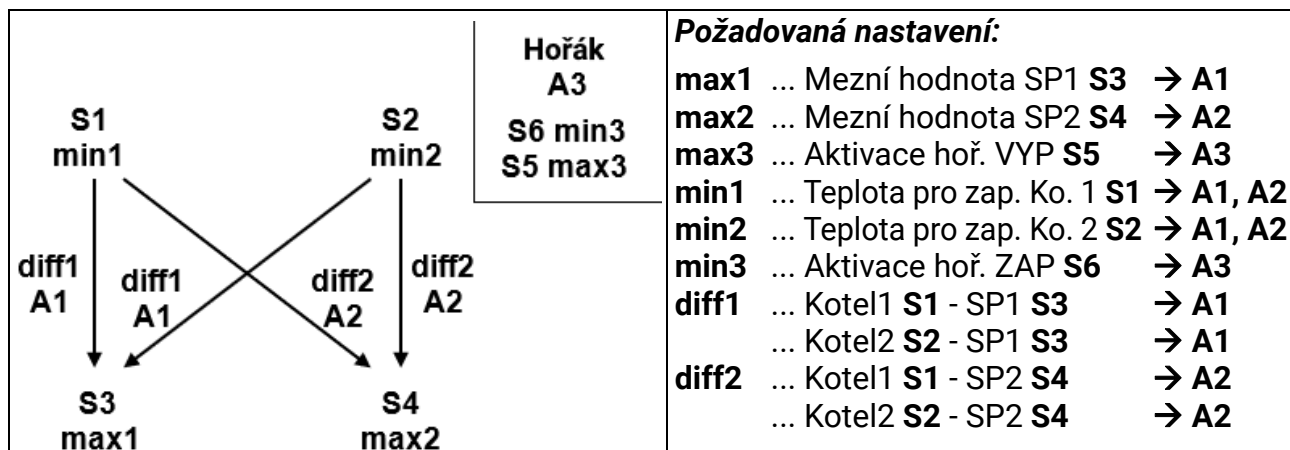 Hořák
A3
S6 min3
S5 max3
S1
min1
S2
min2
diff1
A1
diff1
A1
diff2
A2
diff2
A2
S3
max1
S4
max2
Požadovaná nastavení:
max1 ... Mezní hodnota SP1 S3 → A1
max2 ... Mezní hodnota SP2 S4 → A2
max3 ... Aktivace hoř. VYP S5 → A3
min1 ... Teplota pro zap. Ko. 1 S1 → A1, A2
min2 ... Teplota pro zap. Ko. 2 S2 → A1, A2
min3 ... Aktivace hoř. ZAP S6 → A3
diff1 ... Kotel1 S1 - SP1 S3 → A1
... Kotel2 S2 - SP1 S3 → A1
diff2 ... Kotel1 S1 - SP2 S4 → A2
... Kotel2 S2 - SP2 S4 → A2